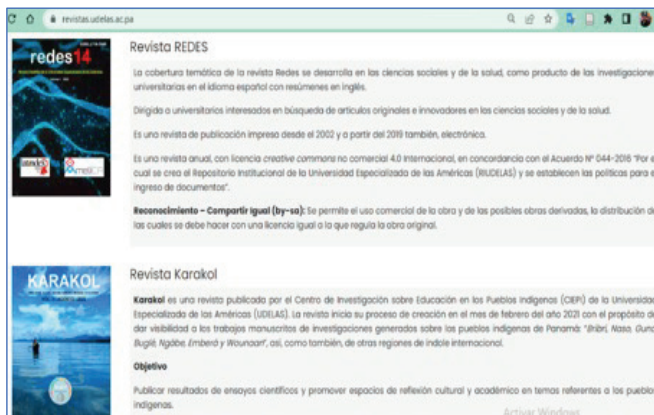 revistas.udelas.ac.pa
redes14
Revista REDES
La cobertura temática de la revista Redes se desarrolla en las ciencias sociales y de la salud, como producto de las investigaciones
universitarias en el idioma español con resúmenes en inglés.
Dirigida a universitarios interesados en búsqueda de artículos originales e innovadores en las ciencias sociales y de la salud.
Es una revista de publicación impresa desde el 2002 y a partir del 2019 también, electrónica.
Es una revista anual, con licencia creative commons no comercial 4.0 Internacional, en concordancia con el Acuerdo N° 044-2016 "Por el
cual se crea el Repositorio Institucional de la Universidad Especializada de las Américas (RIUDELAS) y se establecen las políticas para el
ingreso de documentos".
Reconocimiento – Compartir Igual (by-sa): Se permite el uso comercial de la obra y de las posibles obras derivadas, la distribución de
las cuales se debe hacer con una licencia igual a la que regula la obra original.
KARAKOL
Revista Karakol
Karakol es una revista publicada por el Centro de Investigación sobre Educación en los Pueblos Indígenas (CIEPI) de la Universidad
Especializada de las Américas (UDELAS). La revista inicia su proceso de creación en el mes de febrero del año 2021 con el propósito de
dar visibilidad a los trabajos manuscritos de investigaciones generados sobre los pueblos indígenas de Panamá: "Bribri, Naso, Guna,
Buglé, Ngäbe, Emberá y Wounaan", así, como también, de otras regiones de índole internacional.
Objetivo
Publicar resultados de ensayos científicos y promover espacios de reflexión cultural y académico en temas referentes a los pueblos
indígenas.
Activar Windows